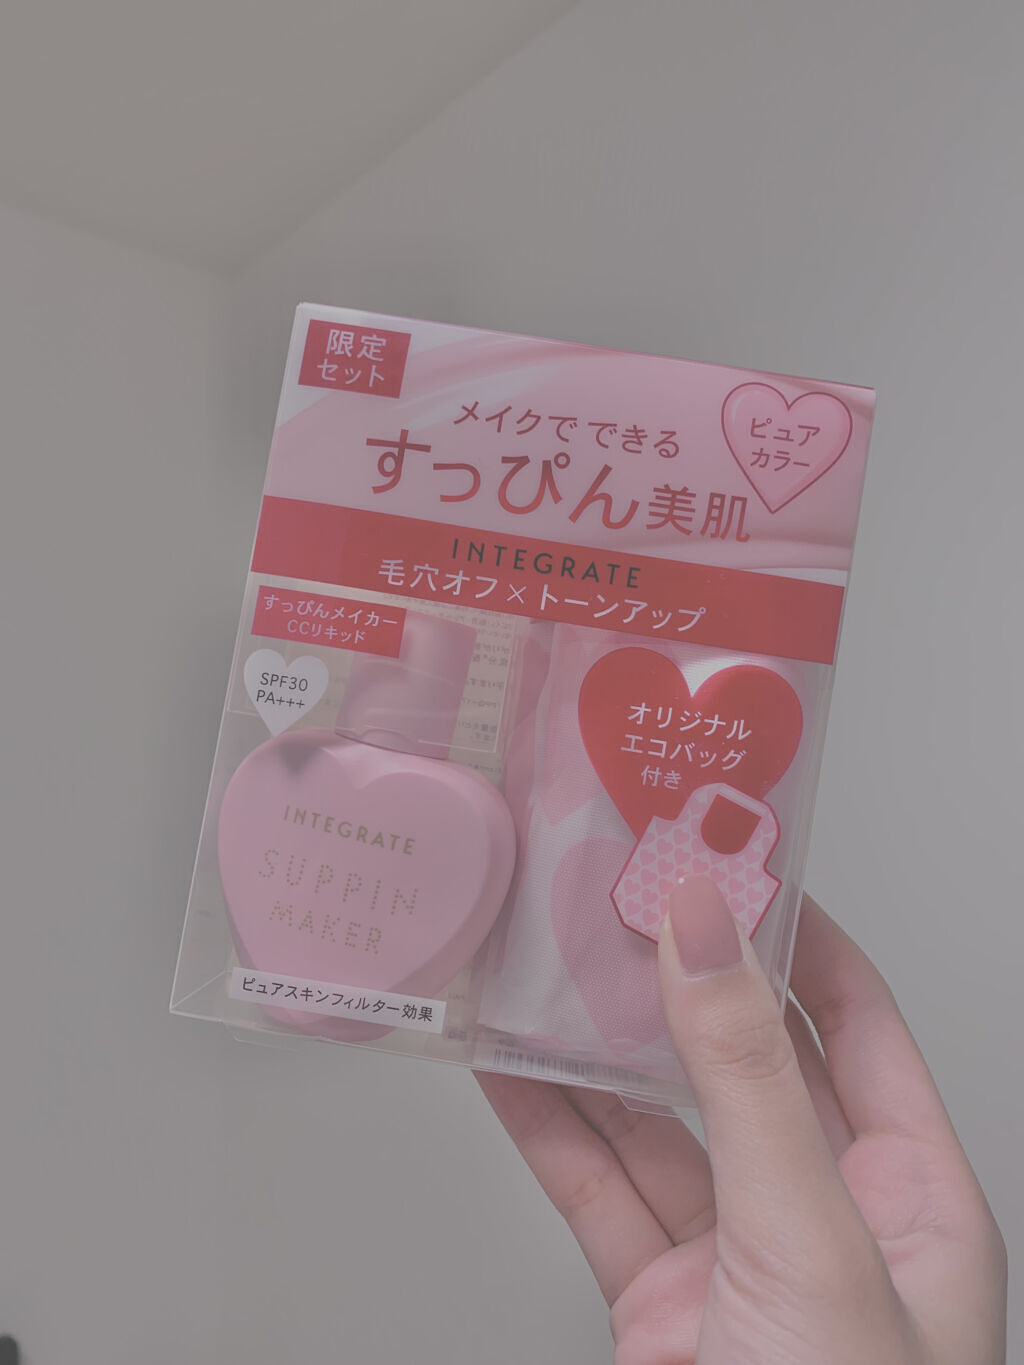 限定
セット
メイクで できる
すっぴん美肌
ピュア
カラー
INTEGRATE
毛穴オフ×トーンアップ
すっぴんメイカー
CCリキッド
SPF30
PA+++
オリジナル
エコバッグ
付き
INTEGRATE
SUPPIN
MAKER
ピュアスキンフィルター効果